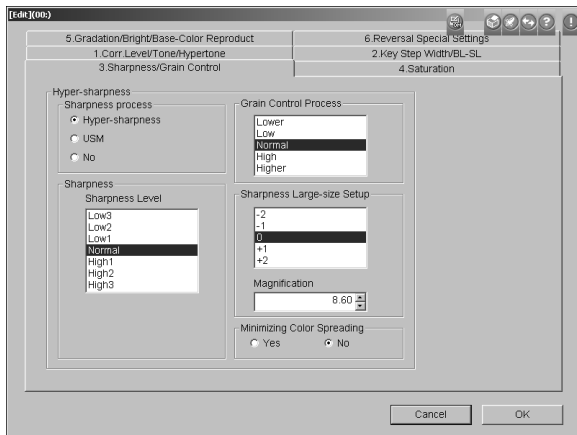 [Edit](00:)
5.Gradation/Bright/Base-Color Reproduct
6.Reversal Special Settings
1.Corr.Level/Tone/Hypertone
2.Key Step Width/BL-SL
3.Sharpness/Grain Control
4.Saturation
Hyper-sharpness
Sharpness process
Hyper-sharpness
USM
No
Sharpness
Sharpness Level
Low3
Low2
Low1
Normal
High1
High2
High3
Grain Control Process
Lower
Low
Normal
High
Higher
Sharpness Large-size Setup
-2
-1
0
+1
+2
Magnification
8.60
Minimizing Color Spreading
Yes
No
Cancel
OK